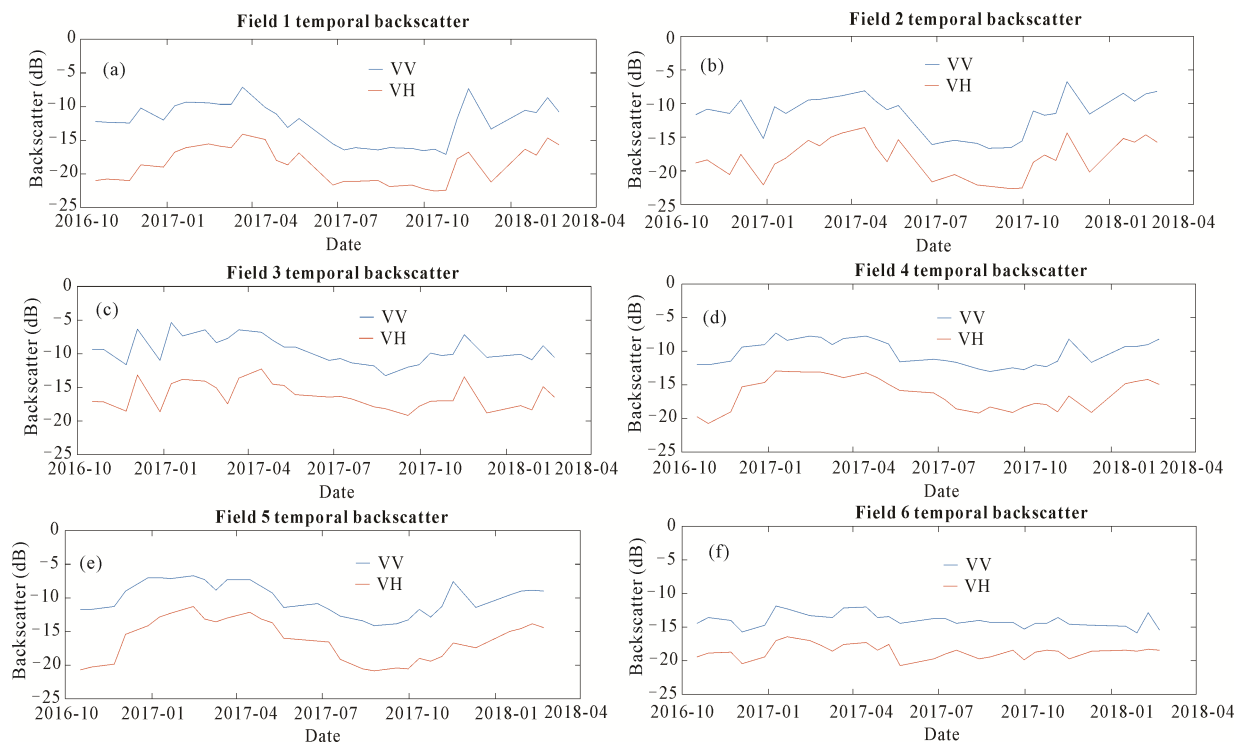 Field 1 temporal backscatter
0
−5
−10
−15
−20
−25
Backscatter (dB)
(a)
VV
VH
2016-10 2017-01 2017-04 2017-07 2017-10 2018-01 2018-04
Date
Field 2 temporal backscatter
0
−5
−10
−15
−20
−25
Backscatter (dB)
(b)
VV
VH
2016-10 2017-01 2017-04 2017-07 2017-10 2018-01 2018-04
Date
Field 3 temporal backscatter
0
−5
−10
−15
−20
−25
Backscatter (dB)
(c)
VV
VH
2016-10 2017-01 2017-04 2017-07 2017-10 2018-01 2018-04
Date
Field 4 temporal backscatter
0
−5
−10
−15
−20
−25
Backscatter (dB)
(d)
VV
VH
2016-10 2017-01 2017-04 2017-07 2017-10 2018-01 2018-04
Date
Field 5 temporal backscatter
0
−5
−10
−15
−20
−25
Backscatter (dB)
(e)
VV
VH
2016-10 2017-01 2017-04 2017-07 2017-10 2018-01 2018-04
Date
Field 6 temporal backscatter
0
−5
−10
−15
−20
−25
Backscatter (dB)
(f)
VV
VH
2016-10 2017-01 2017-04 2017-07 2017-10 2018-01 2018-04
Date